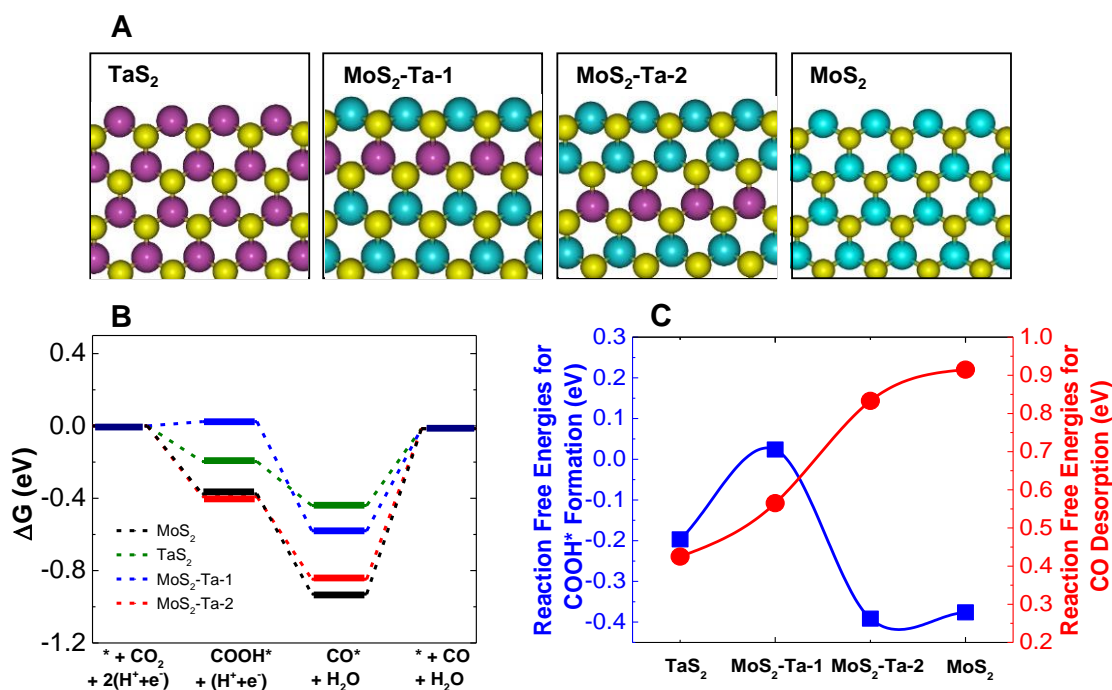 A
TaS₂
MoS₂-Ta-1
MoS₂-Ta-2
MoS₂
B
ΔG (eV)
0.4
0.0
-0.4
-0.8
-1.2
MoS₂
TaS₂
MoS₂-Ta-1
MoS₂-Ta-2
* + CO₂
+ 2(H⁺+e⁻)
COOH*
+ (H⁺+e⁻)
CO*
+ H₂O
* + CO
+ H₂O
C
Reaction Free Energies for
COOH* Formation (eV)
0.3
0.2
0.1
0.0
-0.1
-0.2
-0.3
-0.4
TaS₂
MoS₂-Ta-1
MoS₂-Ta-2
MoS₂
1.0
0.9
0.8
0.7
0.6
0.5
0.4
0.3
0.2
Reaction Free Energies for
CO Desorption (eV)